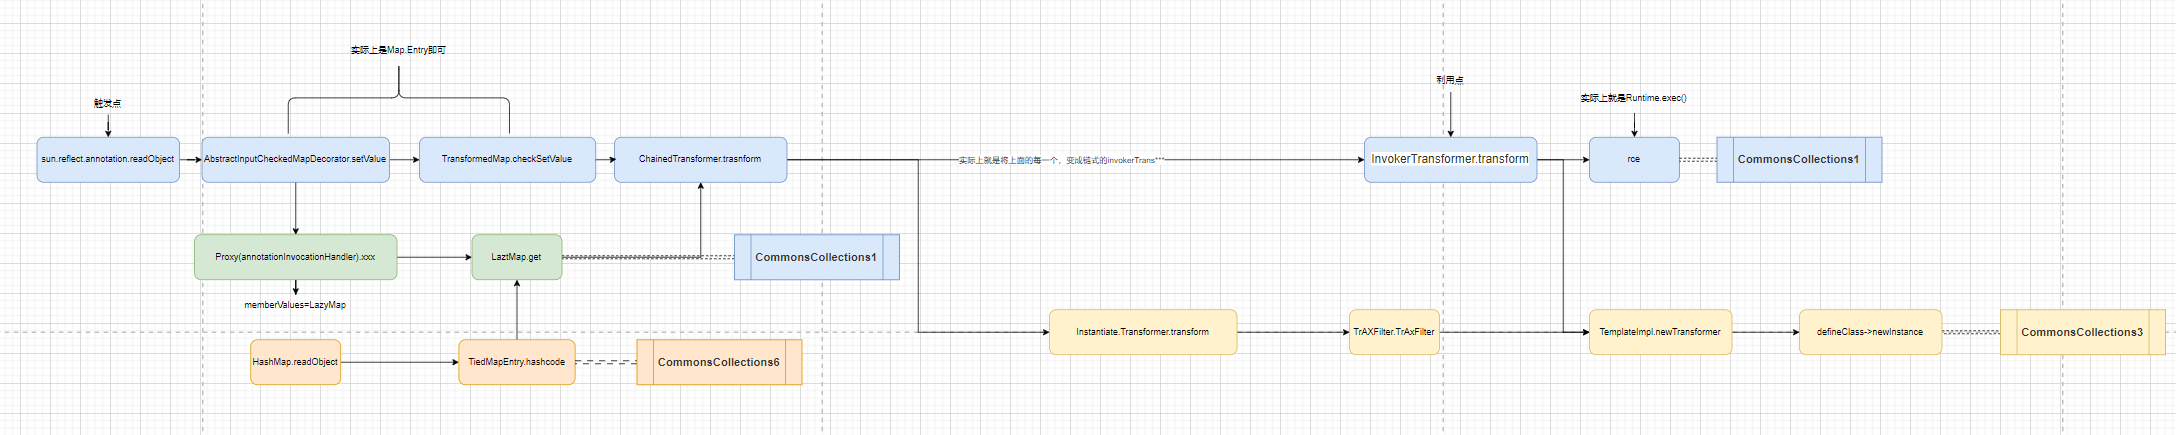 实际上是Map.Entry即可
利用点
触发点
实际上就是Runtime.exec()
sun.reflect.annotation.readObject
AbstractInputCheckedMapDecorator.setValue
TransformedMap.checkSetValue
ChainedTransformer.trasnform
实际上就是将上面的每一个，变成链式的invokerTrans***
InvokerTransformer.transform
rce
CommonsCollections1
Proxy(annotationInvocationHandler).xxx
LaztMap.get
CommonsCollections1
memberValues=LazyMap
Instantiate.Transformer.transform
TrAXFilter.TrAxFilter
TemplateImpl.newTransformer
defineClass->newInstance
CommonsCollections3
HashMap.readObject
TiedMapEntry.hashcode
CommonsCollections6